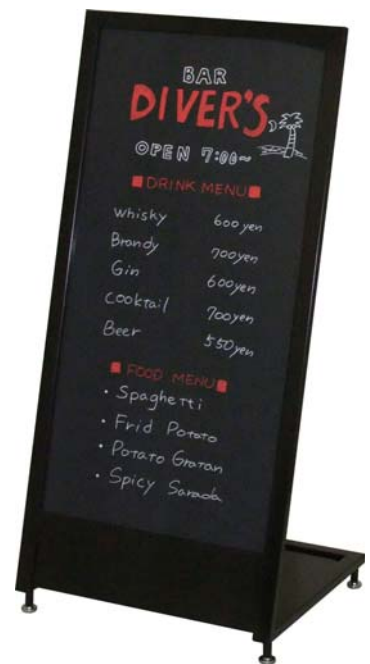 BAR
DIVER'S
OPEN 7:00~
■DRINK MENU■
Whisky 600yen
Brandy 700yen
Gin 600yen
Cooktail 700yen
Beer 550yen
■FOOD MENU■
・Spaghetti
・Frid Potato
・Potato Gratan
・Spicy Sarada